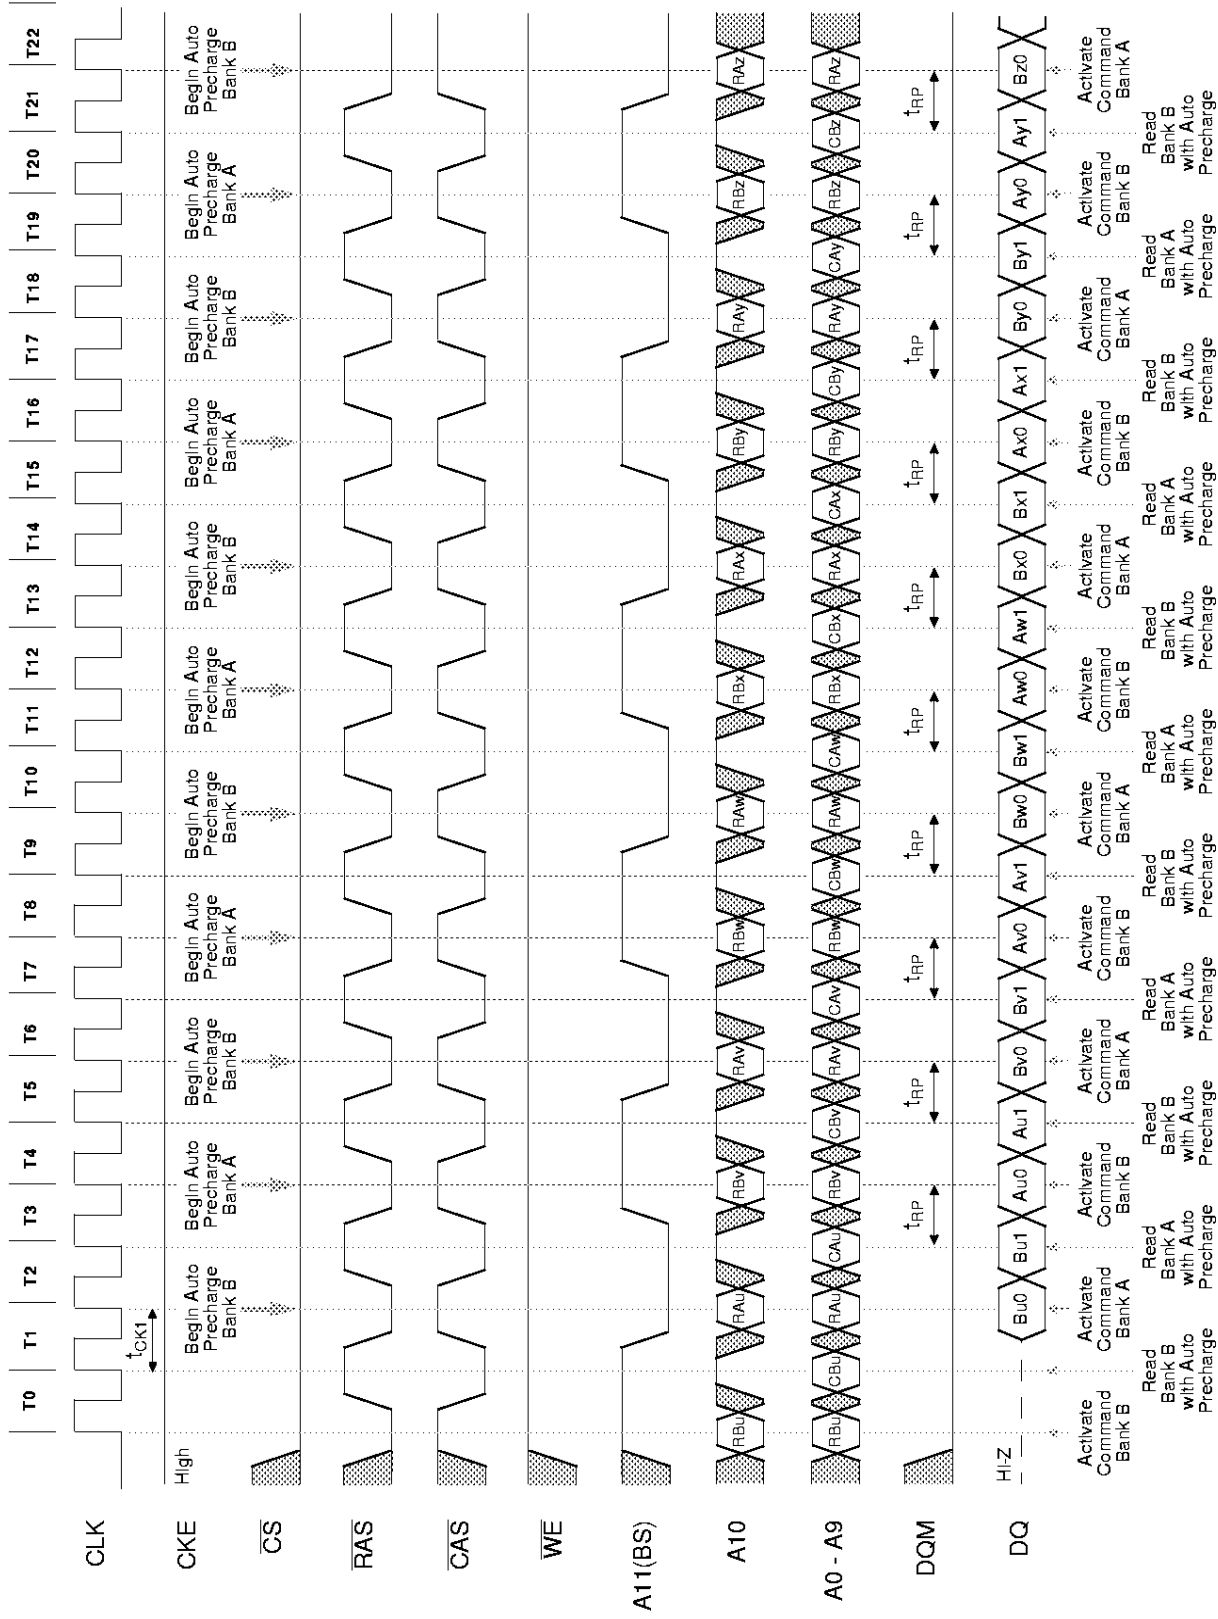 T0 T1 T2 T3 T4 T5 T6 T7 T8 T9 T10 T11 T12 T13 T14 T15 T16 T17 T18 T19 T20 T21 T22
CLK
tCK1
CKE High
Begin Auto Begin Auto Begin Auto Begin Auto Begin Auto Begin Auto Begin Auto Begin Auto Begin Auto Begin Auto Begin Auto
Precharge Precharge Precharge Precharge Precharge Precharge Precharge Precharge Precharge Precharge Precharge
Bank B Bank A Bank B Bank A Bank B Bank A Bank B Bank A Bank B Bank A Bank B
CS
RAS
CAS
WE
A11(BS)
A10 RBu RAu RBv RAv RBw RAw RBx RAx RBy RAy RBz RAz
A0 - A9 RBu CBu RAu CAu RBv CBv RAv CAv RBw CBw RAw CAw RBx CBx RAx CAx RBy CBy RAy CAy RBz CBz RAz
tRP tRP tRP tRP tRP tRP tRP tRP tRP tRP
DQM
DQ HI-Z Bu0 Bu1 Au0 Au1 Bv0 Bv1 Av0 Av1 Bw0 Bw1 Aw0 Aw1 Bx0 Bx1 Ax0 Ax1 By0 By1 Ay0 Ay1 Bz0
Activate Activate Activate Activate Activate Activate Activate Activate Activate Activate Activate Activate
Command Command Command Command Command Command Command Command Command Command Command Command
Bank B Bank A Bank B Bank A Bank B Bank A Bank B Bank A Bank B Bank A Bank B Bank A
Read Read Read Read Read Read Read Read Read Read Read
Bank B Bank A Bank B Bank A Bank B Bank A Bank B Bank A Bank B Bank A Bank B
with Auto with Auto with Auto with Auto with Auto with Auto with Auto with Auto with Auto with Auto with Auto
Precharge Precharge Precharge Precharge Precharge Precharge Precharge Precharge Precharge Precharge Precharge